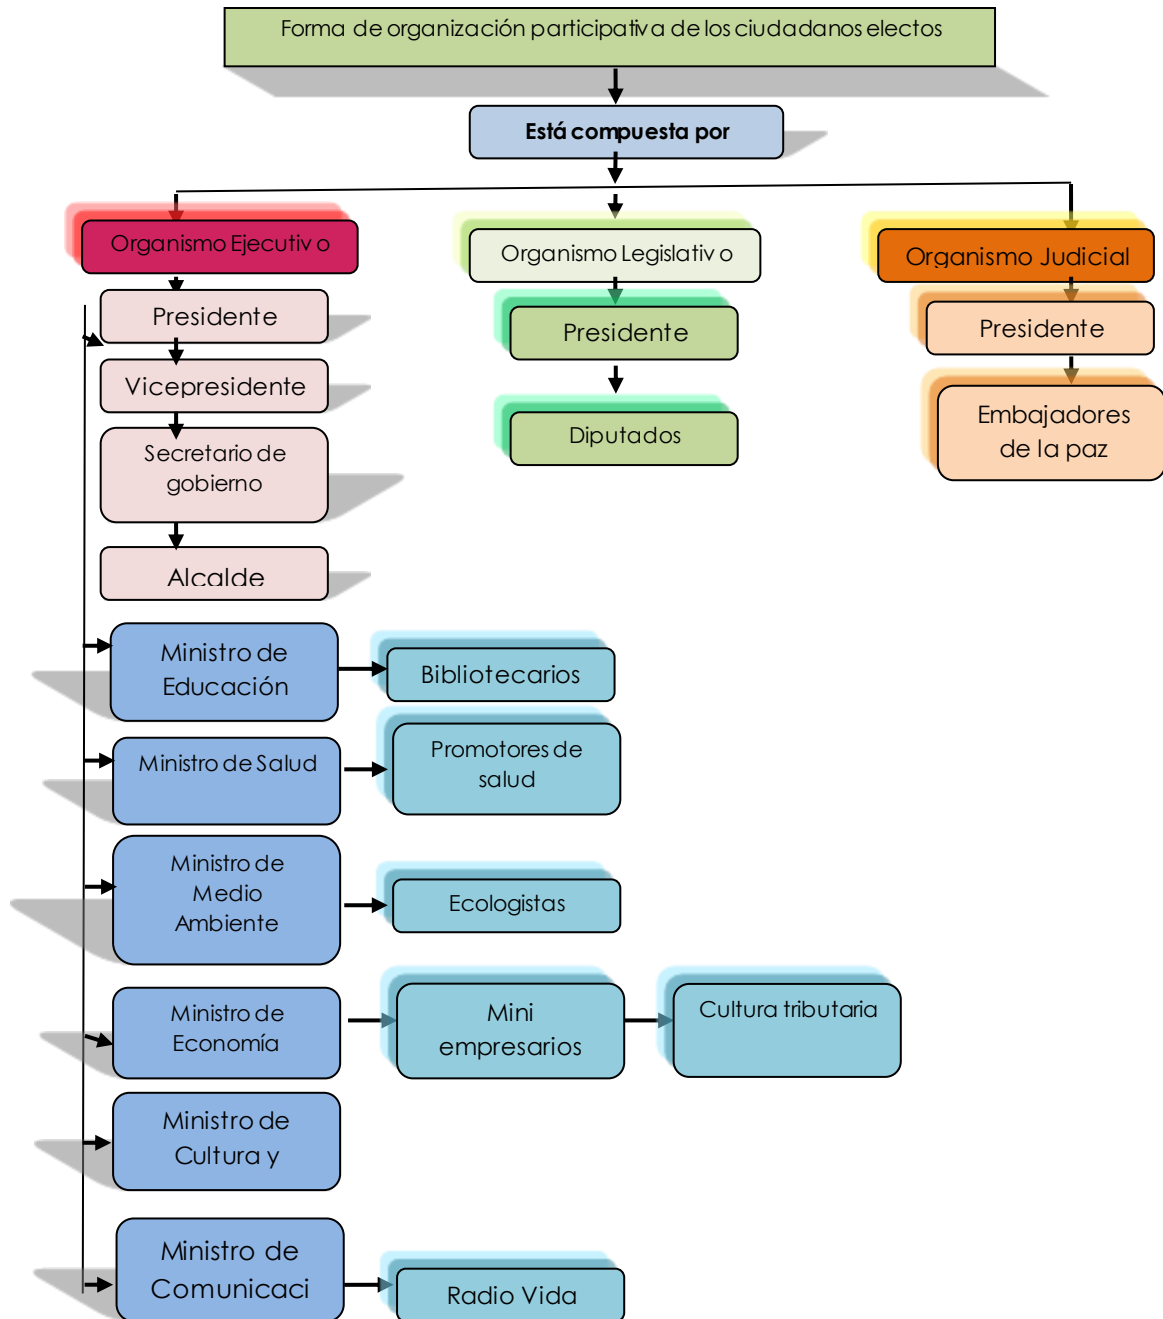 Forma de organización participativa de los ciudadanos electos
Está compuesta por
Organismo Ejecutivo
Organismo Legislativo
Organismo Judicial
Presidente
Vicepresidente
Secretario de
gobierno
Alcalde
Presidente
Diputados
Presidente
Embajadores
de la paz
Ministro de
Educación
Bibliotecarios
Ministro de Salud
Promotores de
salud
Ministro de
Medio
Ambiente
Ecologistas
Ministro de
Economía
Mini
empresarios
Cultura tributaria
Ministro de
Cultura y
Ministro de
Comunicaci
Radio Vida